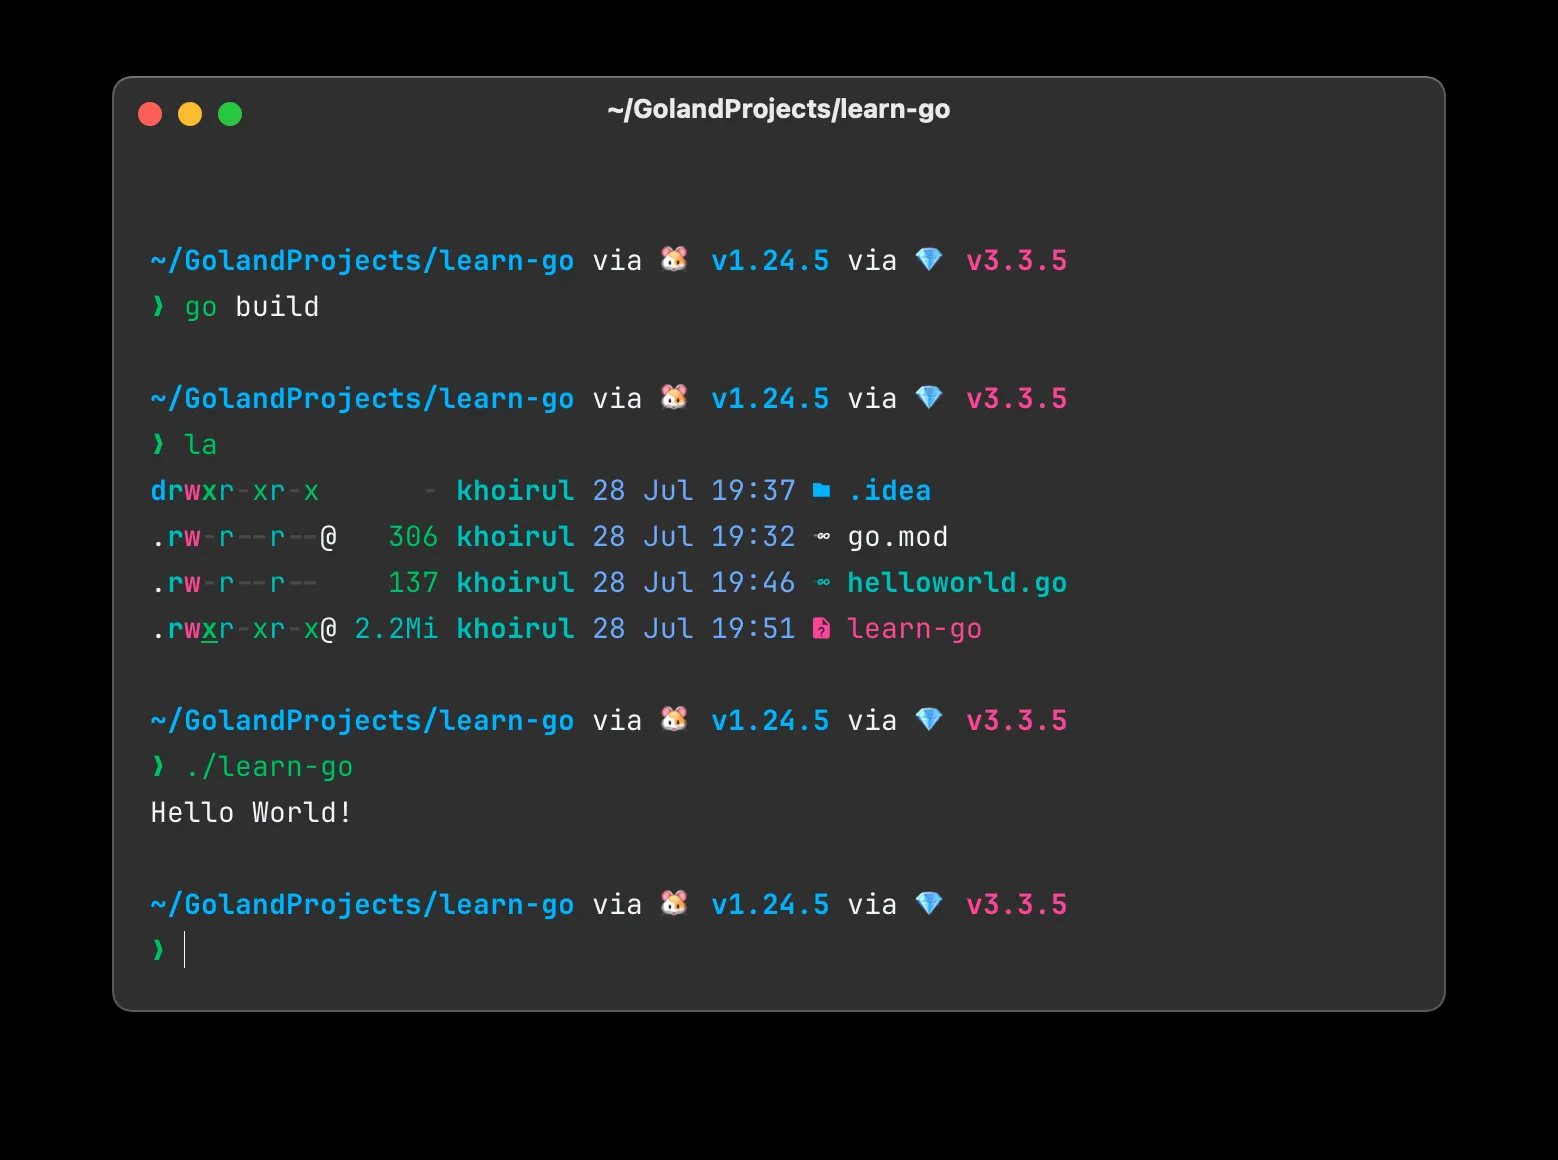 ~/GolandProjects/learn-go
~/GolandProjects/learn-go via 🐹 v1.24.5 via 💎 v3.3.5
❯ go build
~/GolandProjects/learn-go via 🐹 v1.24.5 via 💎 v3.3.5
❯ la
drwxr-xr-x - khoirul 28 Jul 19:37 .idea
.rw-r--r--@ 306 khoirul 28 Jul 19:32 go.mod
.rw-r--r-- 137 khoirul 28 Jul 19:46 helloworld.go
.rwxr-xr-x@ 2.2Mi khoirul 28 Jul 19:51 learn-go
~/GolandProjects/learn-go via 🐹 v1.24.5 via 💎 v3.3.5
❯ ./learn-go
Hello World!
~/GolandProjects/learn-go via 🐹 v1.24.5 via 💎 v3.3.5
❯